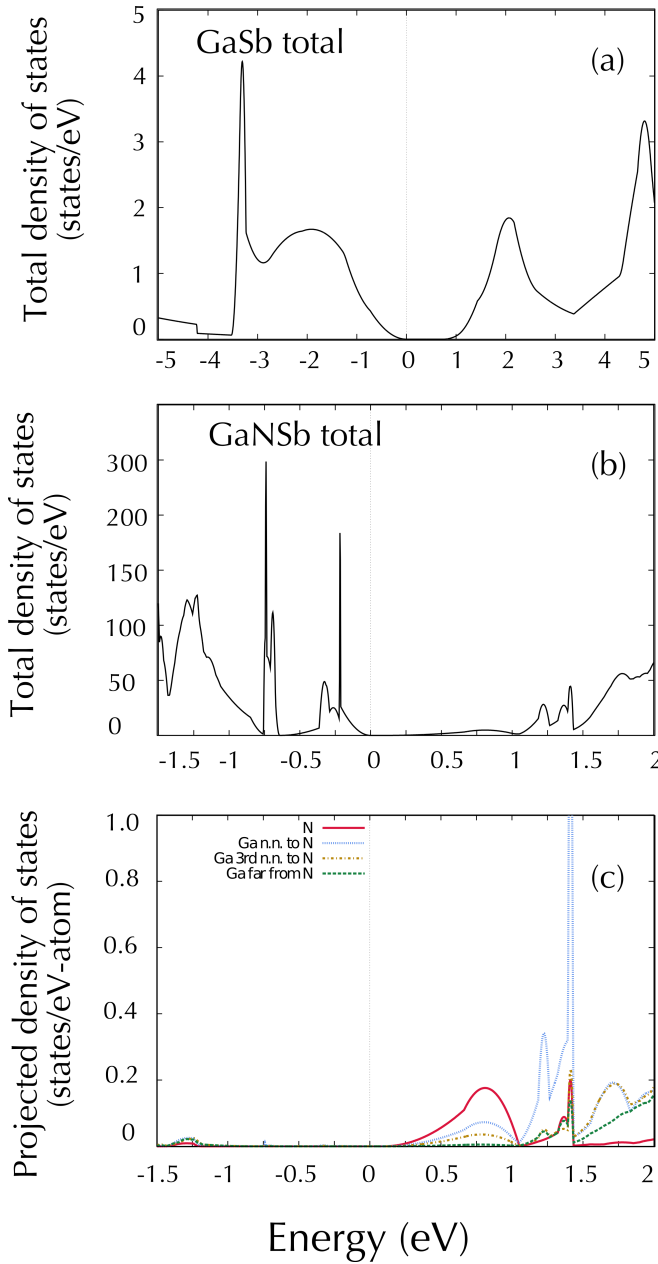 GaSb total
(a)
Total density of states
(states/eV)
5
4
3
2
1
0
-5 -4 -3 -2 -1 0 1 2 3 4 5
GaNSb total
(b)
Total density of states
(states/eV)
300
250
200
150
100
50
0
-1.5 -1 -0.5 0 0.5 1 1.5 2
N
Ga n.n. to N
Ga 3rd n.n. to N
Ga far from N
(c)
Projected density of states
(states/eV-atom)
1.0
0.8
0.6
0.4
0.2
0
-1.5 -1 -0.5 0 0.5 1 1.5 2
Energy (eV)